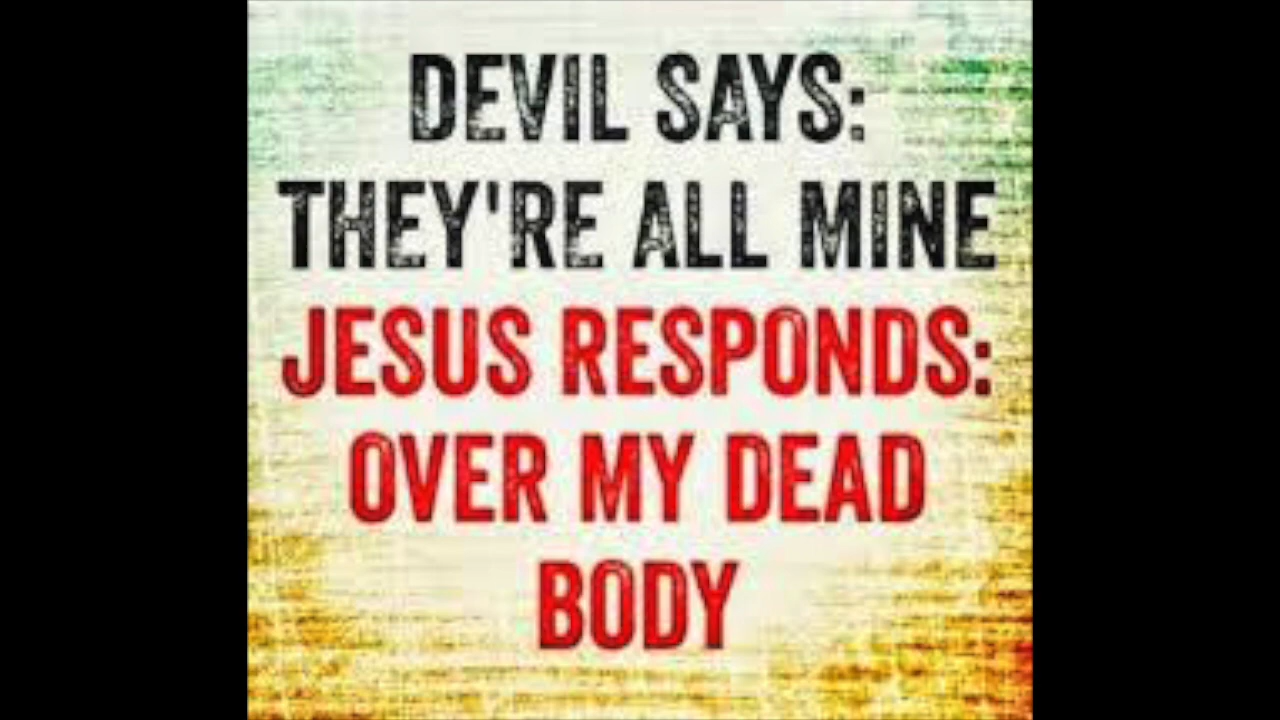 DEVIL SAYS:
THEY'RE ALL MINE
JESUS RESPONDS:
OVER MY DEAD
BODY